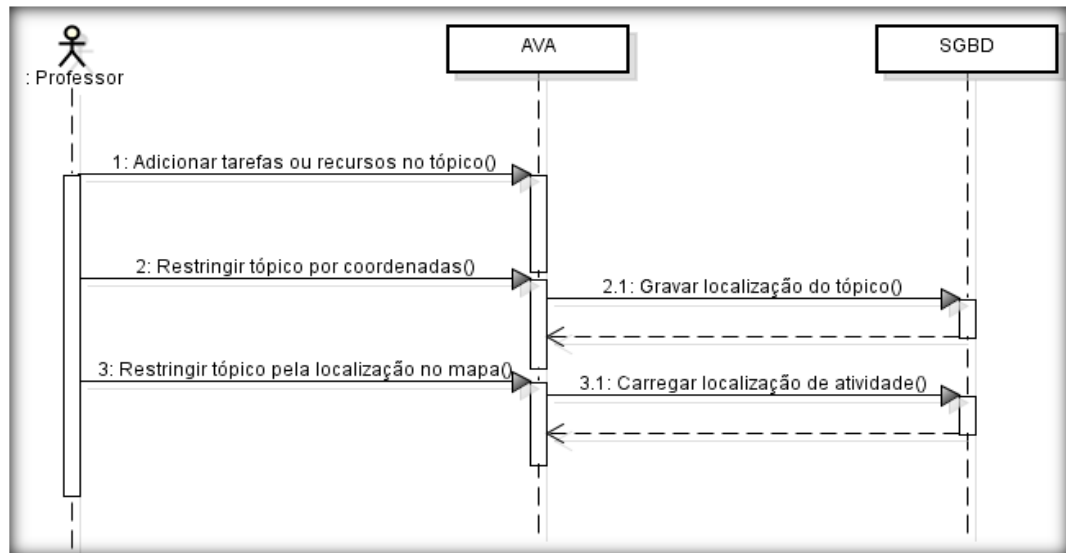 : Professor
AVA
SGBD
1: Adicionar tarefas ou recursos no tópico()
2: Restringir tópico por coordenadas()
2.1: Gravar localização do tópico()
3: Restringir tópico pela localização no mapa()
3.1: Carregar localização de atividade()